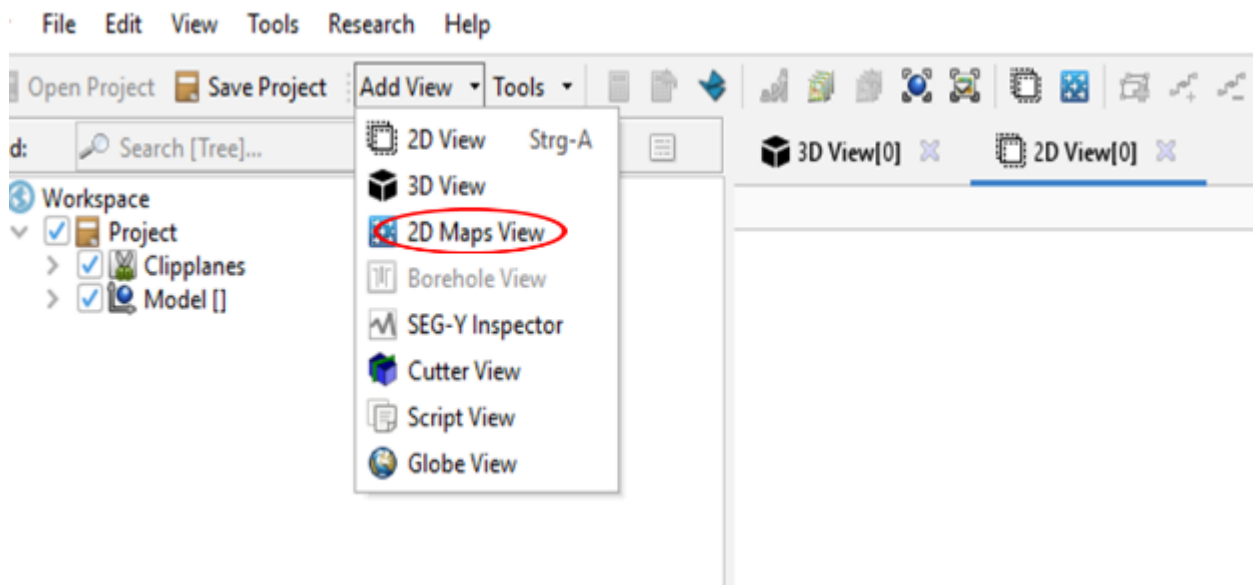 File Edit View Tools Research Help
Open Project Save Project Add View Tools
d: Search [Tree]...
3D View[0] 2D View[0]
Workspace
Project
Clipplanes
Model []
2D View Strg-A
3D View
2D Maps View
Borehole View
SEG-Y Inspector
Cutter View
Script View
Globe View